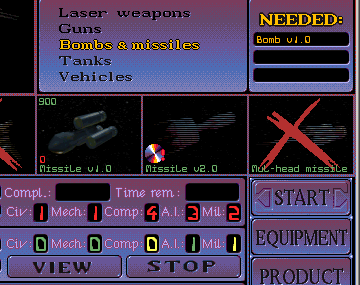 Laser weapons
Guns
Bombs & missiles
Tanks
Vehicles
NEEDED:
Bomb v1.0
900
0
Missile v1.0
Missile v2.0
Mul-head missile
Compl.:
Time rem.:
Civ: 1 Mech: 1 Comp: 4 A.I.: 3 Mil: 2
Civ: 0 Mech: 0 Comp: 0 A.I.: 1 Mil: 1
VIEW
STOP
START
EQUIPMENT
PRODUCT